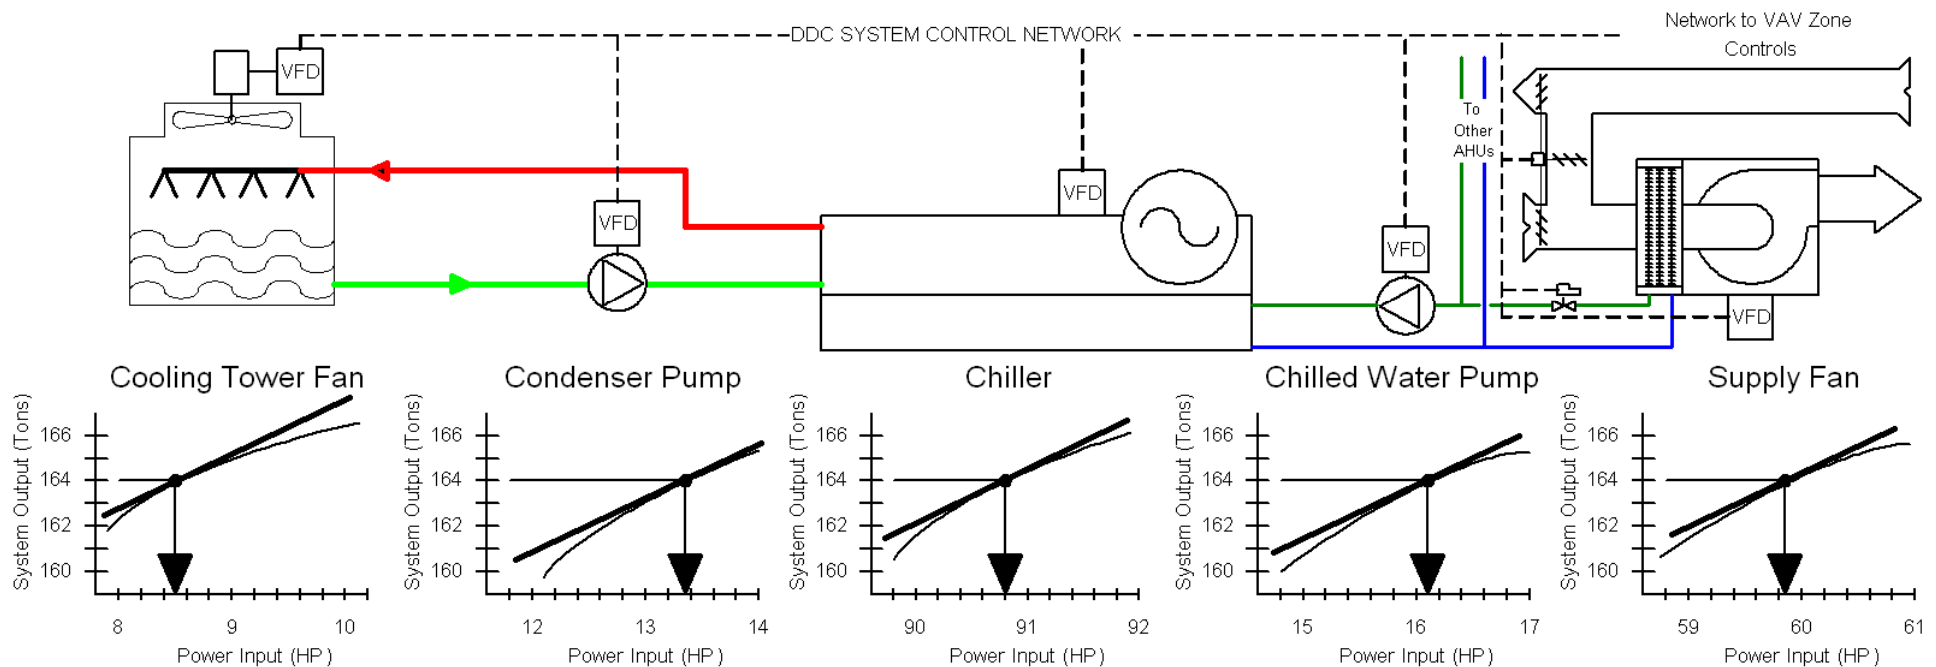 Network to VAV Zone
Controls
DDC SYSTEM CONTROL NETWORK
VFD
VFD
VFD
VFD
To
Other
AHUs
VFD
Cooling Tower Fan
System Output (Tons)
166
164
162
160
8
9
10
Power Input (HP)
Condenser Pump
System Output (Tons)
166
164
162
160
12
13
14
Power Input (HP)
Chiller
System Output (Tons)
166
164
162
160
90
91
92
Power Input (HP)
Chilled Water Pump
System Output (Tons)
166
164
162
160
15
16
17
Power Input (HP)
Supply Fan
System Output (Tons)
166
164
162
160
59
60
61
Power Input (HP)